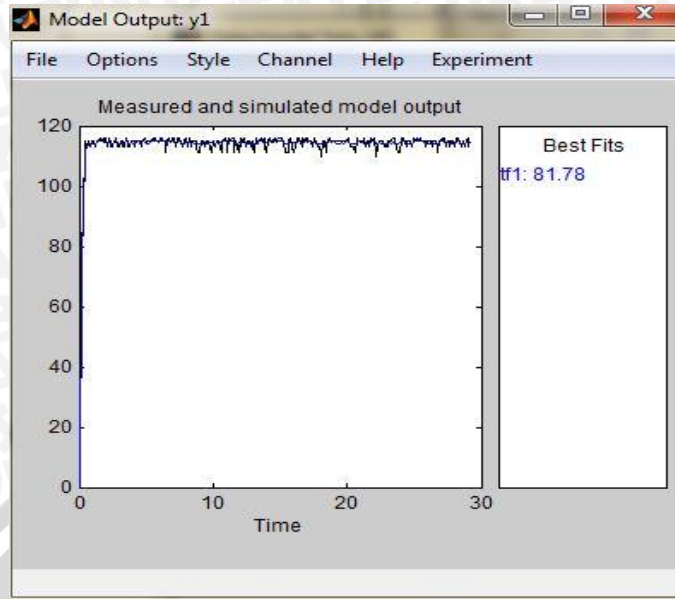 Model Output: y1
File Options Style Channel Help Experiment
Measured and simulated model output
120
100
80
60
40
20
0
0 10 20 30
Time
Best Fits
tf1: 81.78